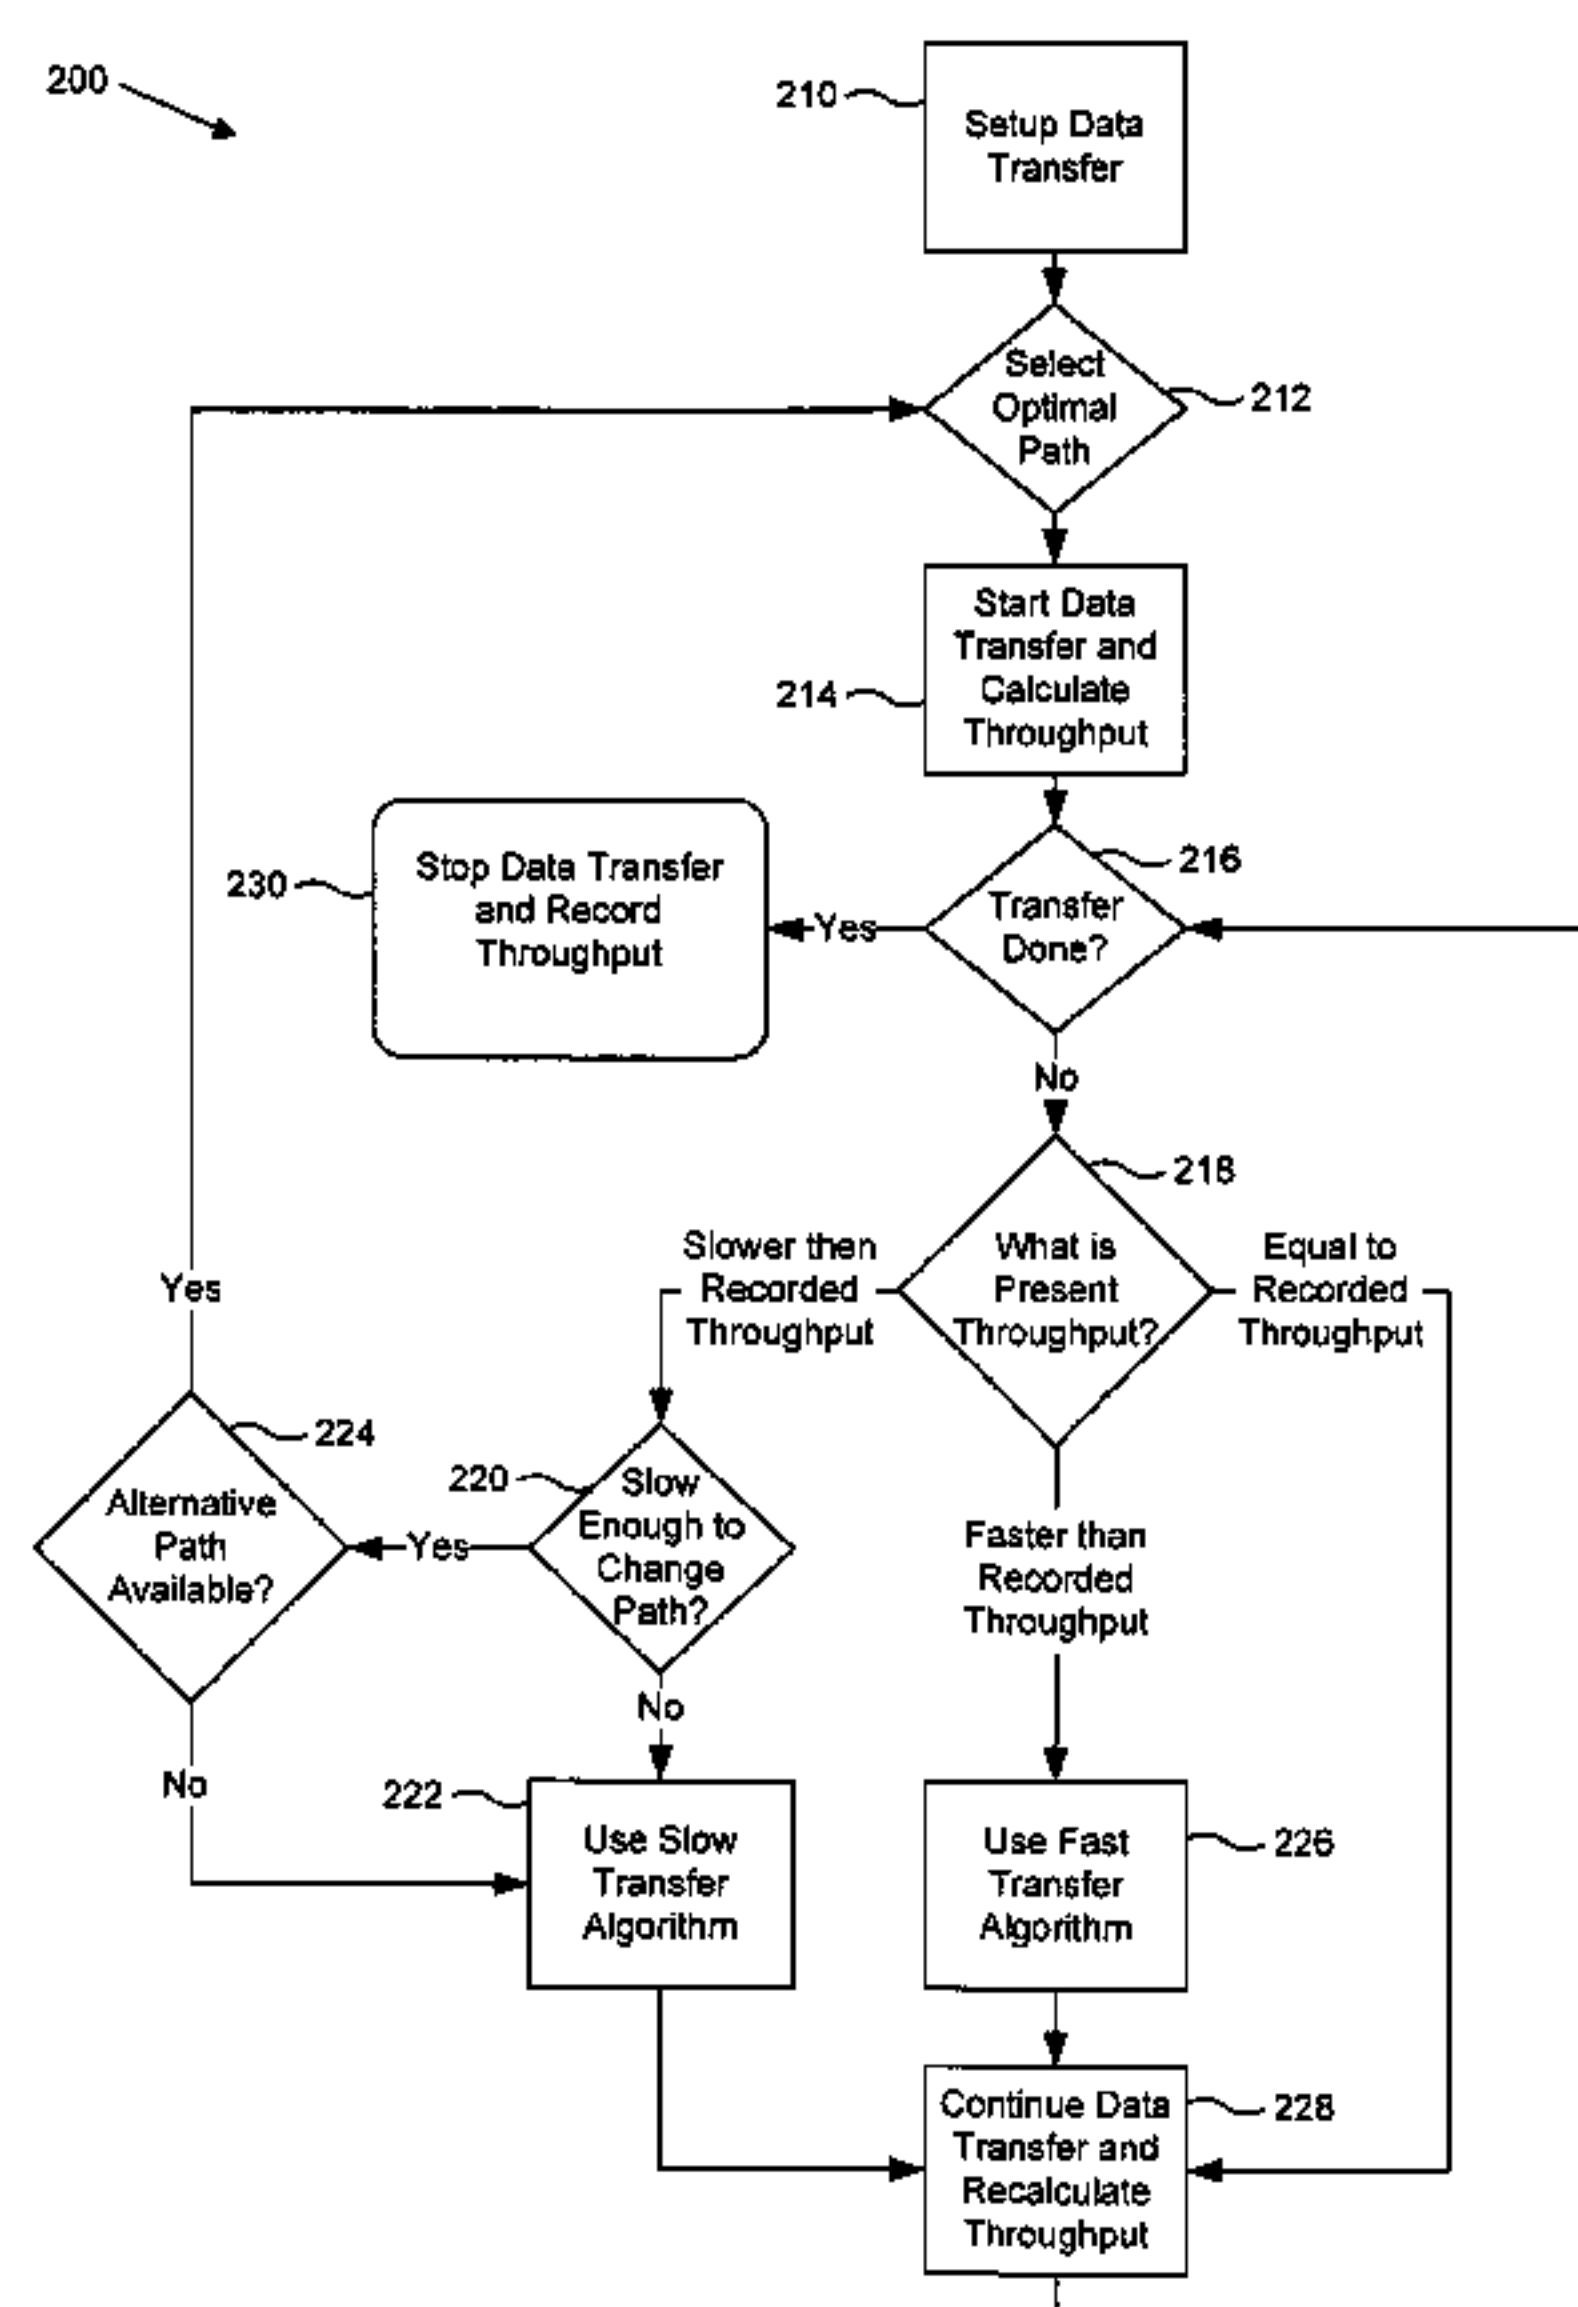 200
210
Setup Data
Transfer
Select
Optimal
Path
212
Start Data
Transfer and
Calculate
Throughput
214
230
Stop Data Transfer
and Record
Throughput
Yes
Transfer
Done?
216
No
218
Slower then
Recorded
Throughput
What is
Present
Throughput?
Equal to
Recorded
Throughput
Yes
224
Alternative
Path
Available?
Yes
220
Slow
Enough to
Change
Path?
Faster than
Recorded
Throughput
No
No
222
Use Slow
Transfer
Algorithm
Use Fast
Transfer
Algorithm
226
Continue Data
Transfer and
Recalculate
Throughput
228